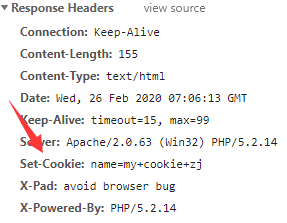 Response Headers view source
Connection: Keep-Alive
Content-Length: 155
Content-Type: text/html
Date: Wed, 26 Feb 2020 07:06:13 GMT
Keep-Alive: timeout=15, max=99
Server: Apache/2.0.63 (Win32) PHP/5.2.14
Set-Cookie: name=my+cookie+zj
X-Pad: avoid browser bug
X-Powered-By: PHP/5.2.14